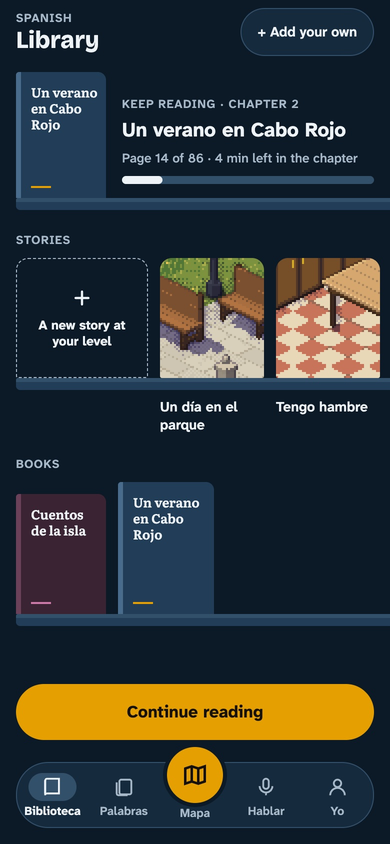 SPANISH
Library
+ Add your own
Un verano
en Cabo
Rojo
KEEP READING · CHAPTER 2
Un verano en Cabo Rojo
Page 14 of 86 · 4 min left in the chapter
STORIES
+
A new story at
your level
Un día en el
parque
Tengo hambre
BOOKS
Cuentos
de la isla
Un verano
en Cabo
Rojo
Continue reading
Biblioteca
Palabras
Mapa
Hablar
Yo